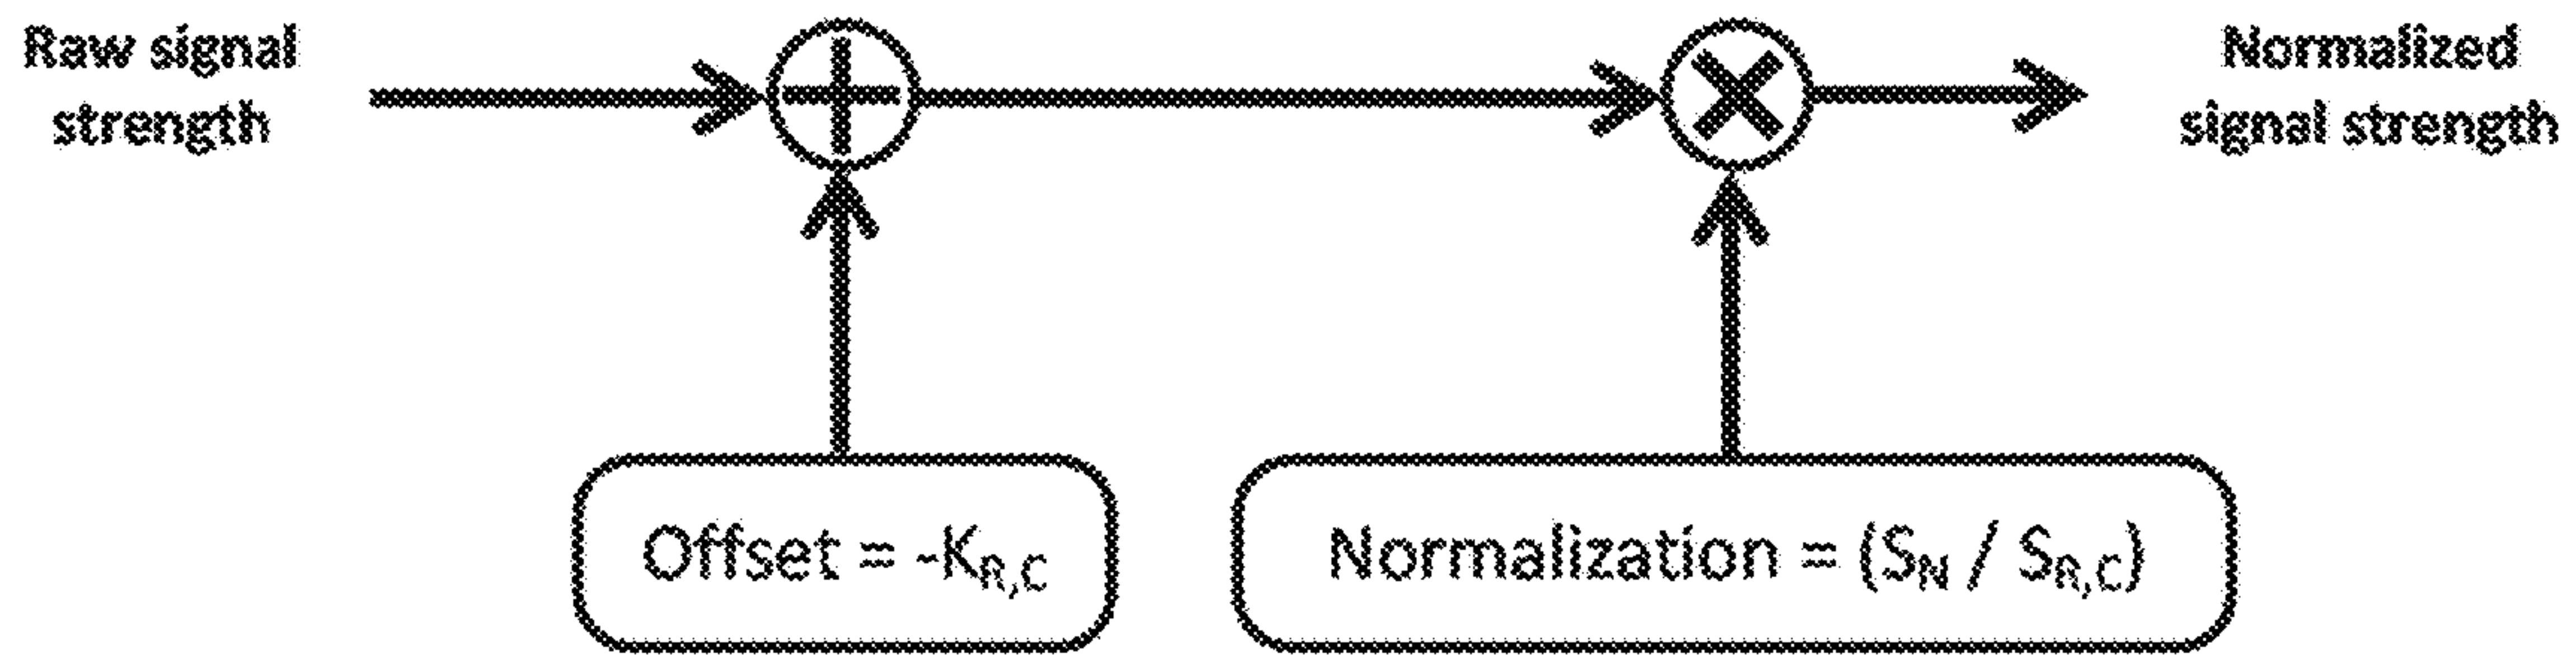 Raw signal
strength
Normalized
signal strength
Offset = -K_R,C
Normalization = (S_N / S_R,C)